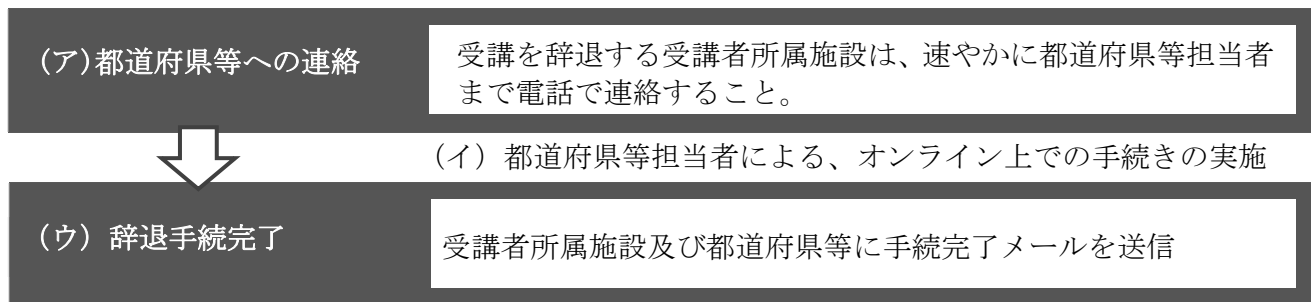 (ア)都道府県等への連絡
受講を辞退する受講者所属施設は、速やかに都道府県等担当者
まで電話で連絡すること。
(イ) 都道府県等担当者による、オンライン上での手続きの実施
(ウ) 辞退手続完了
受講者所属施設及び都道府県等に手続完了メールを送信